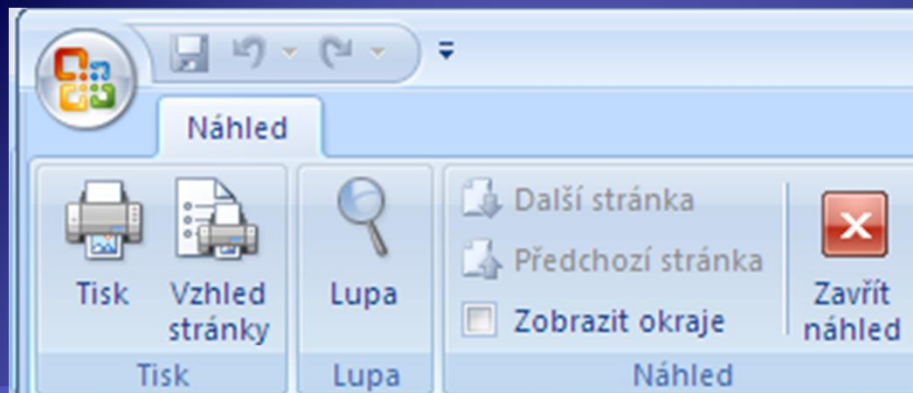 Náhled
Tisk
Vzhled
stránky
Lupa
Další stránka
Předchozí stránka
Zobrazit okraje
Zavřít
náhled
Tisk
Lupa
Náhled